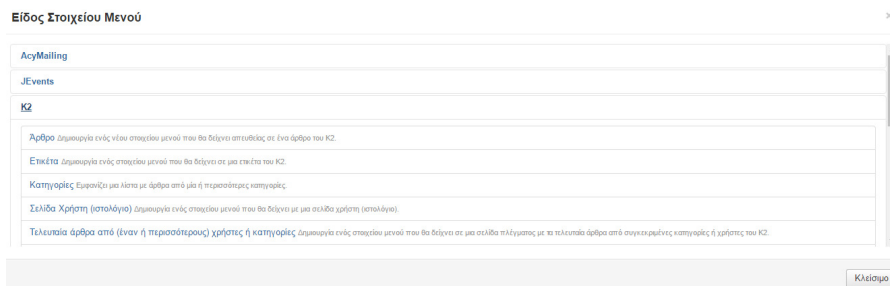 Είδος Στοιχείου Μενού
AcyMailing
JEvents
K2
Άρθρο Δημιουργία ενός νέου στοιχείου μενού που θα δείχνει απευθείας σε ένα άρθρο του Κ2.
Ετικέτα Δημιουργία ενός στοιχείου μενού που θα δείχνει σε μια ετικέτα του Κ2.
Κατηγορίες Εμφανίζει μια λίστα με άρθρα από μία ή περισσότερες κατηγορίες.
Σελίδα Χρήστη (ιστολόγιο) Δημιουργία ενός στοιχείου μενού που θα δείχνει με μια σελίδα χρήστη (ιστολόγιο).
Τελευταία άρθρα από (έναν ή περισσότερους) χρήστες ή κατηγορίες Δημιουργία ενός στοιχείου μενού που θα δείχνει σε μια σελίδα πλέγματος με τα τελευταία άρθρα από συγκεκριμένες κατηγορίες ή χρήστες του Κ2.
Κλείσιμο